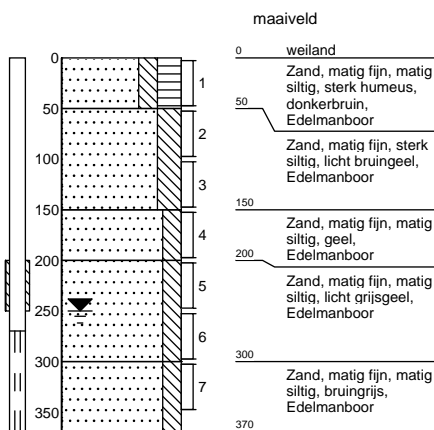 maaiveld
0 weiland
Zand, matig fijn, matig
siltig, sterk humeus,
donkerbruin,
Edelmanboor
50
Zand, matig fijn, sterk
siltig, licht bruingeel,
Edelmanboor
150
Zand, matig fijn, matig
siltig, geel,
Edelmanboor
200
Zand, matig fijn, matig
siltig, licht grijsgeel,
Edelmanboor
300
Zand, matig fijn, matig
siltig, bruingrijs,
Edelmanboor
370
0
50
100
150
200
250
300
350
1
2
3
4
5
6
7